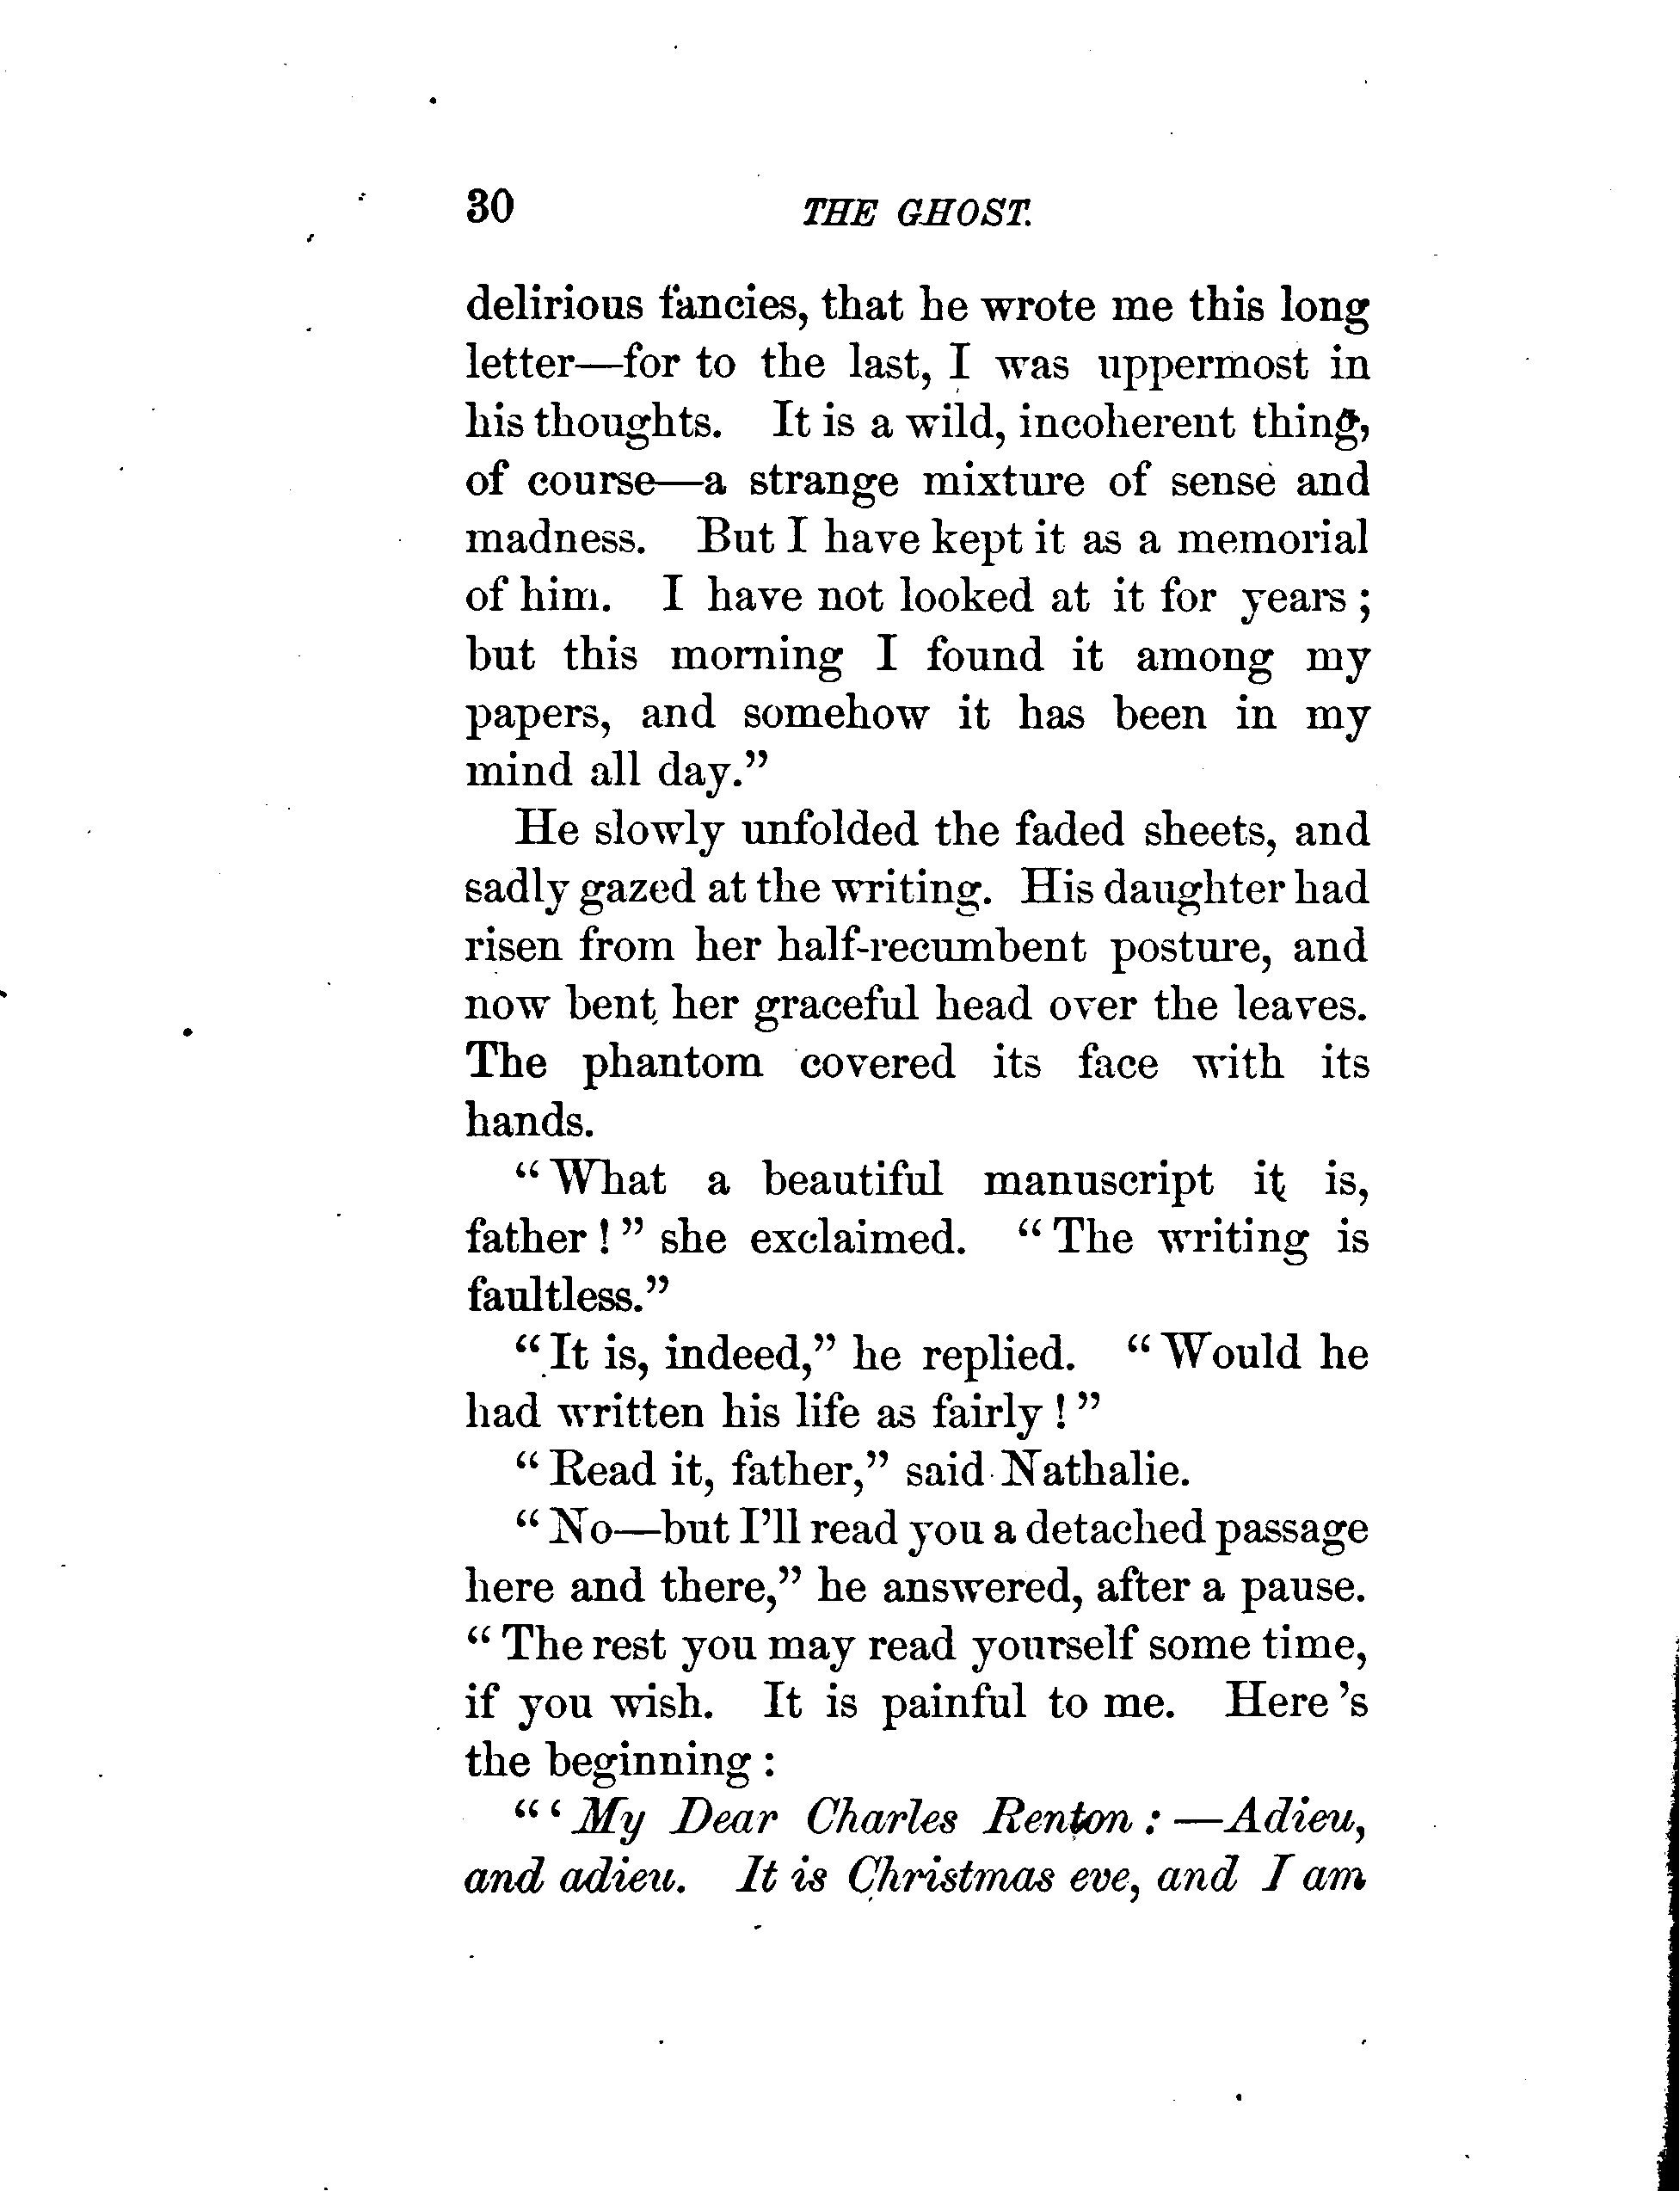 30 THE GHOST.
delirious fancies, that he wrote me this long
letter—for to the last, I was uppermost in
his thoughts. It is a wild, incoherent thing,
of course—a strange mixture of sense and
madness. But I have kept it as a memorial
of him. I have not looked at it for years;
but this morning I found it among my
papers, and somehow it has been in my
mind all day.”
He slowly unfolded the faded sheets, and
sadly gazed at the writing. His daughter had
risen from her half-recumbent posture, and
now bent her graceful head over the leaves.
The phantom covered its face with its
hands.
“What a beautiful manuscript it is,
father!” she exclaimed. “The writing is
faultless.”
“It is, indeed,” he replied. “Would he
had written his life as fairly!”
“Read it, father,” said Nathalie.
“No—but I’ll read you a detached passage
here and there,” he answered, after a pause.
“The rest you may read yourself some time,
if you wish. It is painful to me. Here’s
the beginning:
“‘My Dear Charles Renton:—Adieu,
and adieu. It is Christmas eve, and I am